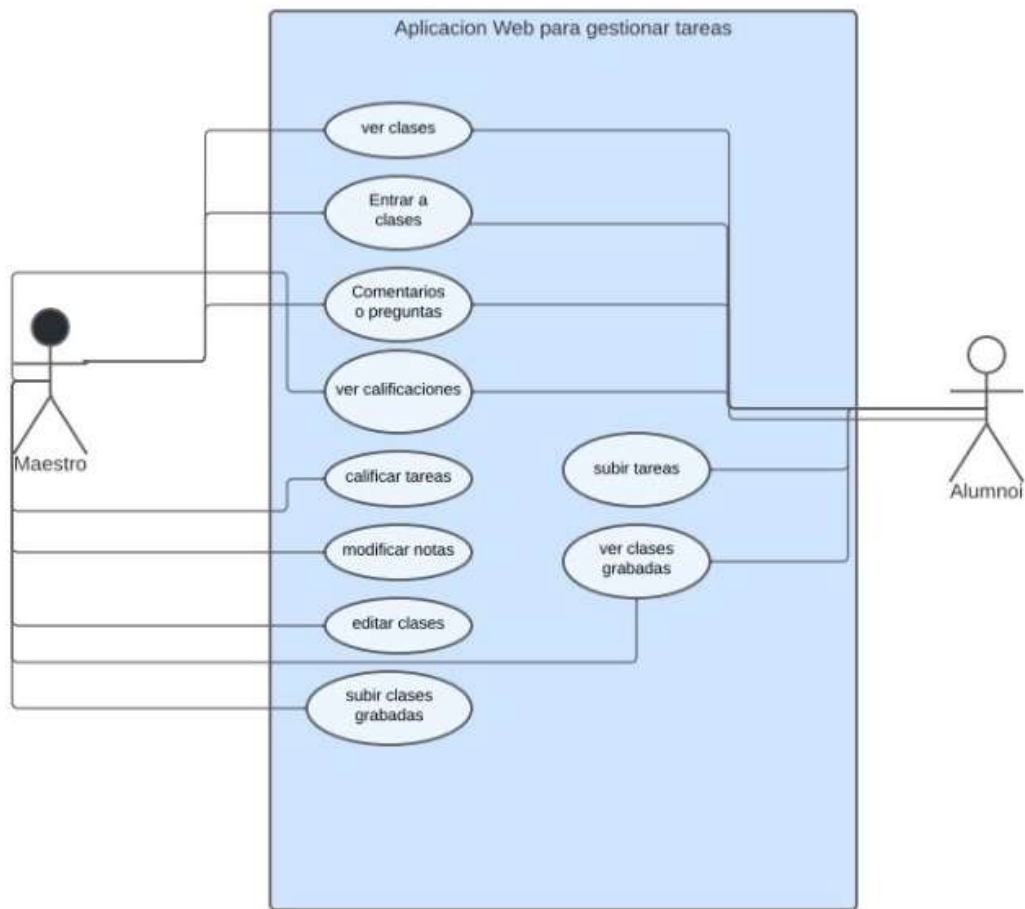 Aplicacion Web para gestionar tareas
ver clases
Entrar a
clases
Comentarios
o preguntas
ver calificaciones
Maestro
calificar tareas
subir tareas
Alumnoi
modificar notas
ver clases
grabadas
editar clases
subir clases
grabadas